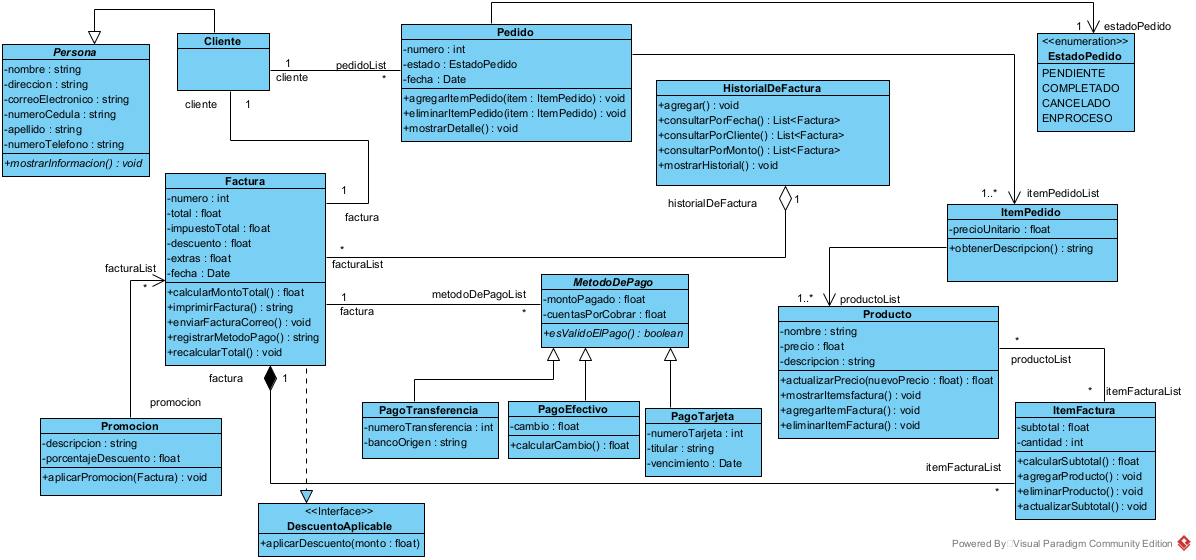 Persona
-nombre : string
-direccion : string
-correoElectronico : string
-numeroCedula : string
-apellido : string
-numeroTelefono : string
+mostrarInformacion() : void
Cliente
1
cliente
pedidoList
*
cliente
1
Pedido
-numero : int
-estado : EstadoPedido
-fecha : Date
+agregarItemPedido(item : ItemPedido) : void
+eliminarItemPedido(item : ItemPedido) : void
+mostrarDetalle() : void
1
estadoPedido
<<enumeration>>
EstadoPedido
PENDIENTE
COMPLETADO
CANCELADO
ENPROCESO
HistorialDeFactura
+agregar() : void
+consultarPorFecha() : List<Factura>
+consultarPorCliente() : List<Factura>
+consultarPorMonto() : List<Factura>
+mostrarHistorial() : void
historialDeFactura
1
1..*
itemPedidoList
ItemPedido
-precioUnitario : float
+obtenerDescripcion() : string
Factura
-numero : int
-total : float
-impuestoTotal : float
-descuento : float
-extras : float
-fecha : Date
+calcularMontoTotal() : float
+imprimirFactura() : string
+enviarFacturaCorreo() : void
+registrarMetodoPago() : string
+recalcularTotal() : void
1
factura
*
facturaList
facturaList
*
1
factura
metodoDePagoList
*
MetodoDePago
-montoPagado : float
-cuentasPorCobrar : float
+esValidoElPago() : boolean
1..*
productoList
Producto
-nombre : string
-precio : float
-descripcion : string
+actualizarPrecio(nuevoPrecio : float) : float
+mostrarItemsfactura() : void
+agregarItemFactura() : void
+eliminarItemFactura() : void
*
productoList
*
itemFacturaList
factura
1
promocion
Promocion
-descripcion : string
-porcentajeDescuento : float
+aplicarPromocion(Factura) : void
PagoTransferencia
-numeroTransferencia : int
-bancoOrigen : string
PagoEfectivo
-cambio : float
+calcularCambio() : float
PagoTarjeta
-numeroTarjeta : int
-titular : string
-vencimiento : Date
ItemFactura
-subtotal : float
-cantidad : int
+calcularSubtotal() : float
+agregarProducto() : void
+eliminarProducto() : void
+actualizarSubtotal() : void
itemFacturaList
*
<<Interface>>
DescuentoAplicable
+aplicarDescuento(monto : float)
Powered By Visual Paradigm Community Edition